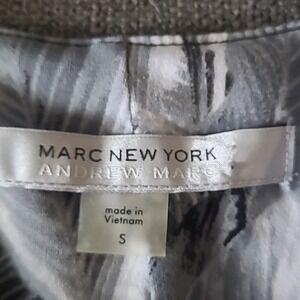 MARC NEW YORK
ANDREW MARC
made in
Vietnam
S